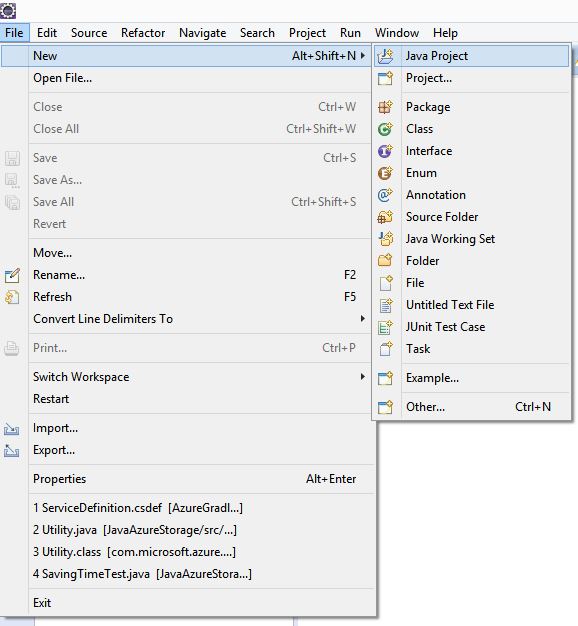 File Edit Source Refactor Navigate Search Project Run Window Help
New Alt+Shift+N
Open File...
Close Ctrl+W
Close All Ctrl+Shift+W
Save Ctrl+S
Save As...
Save All Ctrl+Shift+S
Revert
Move...
Rename... F2
Refresh F5
Convert Line Delimiters To
Print... Ctrl+P
Switch Workspace
Restart
Import...
Export...
Properties Alt+Enter
1 ServiceDefinition.csdef [AzureGradl...]
2 Utility.java [JavaAzureStorage/src/...]
3 Utility.class [com.microsoft.azure....]
4 SavingTimeTest.java [JavaAzureStora...]
Exit
Java Project
Project...
Package
Class
Interface
Enum
Annotation
Source Folder
Java Working Set
Folder
File
Untitled Text File
JUnit Test Case
Task
Example...
Other... Ctrl+N